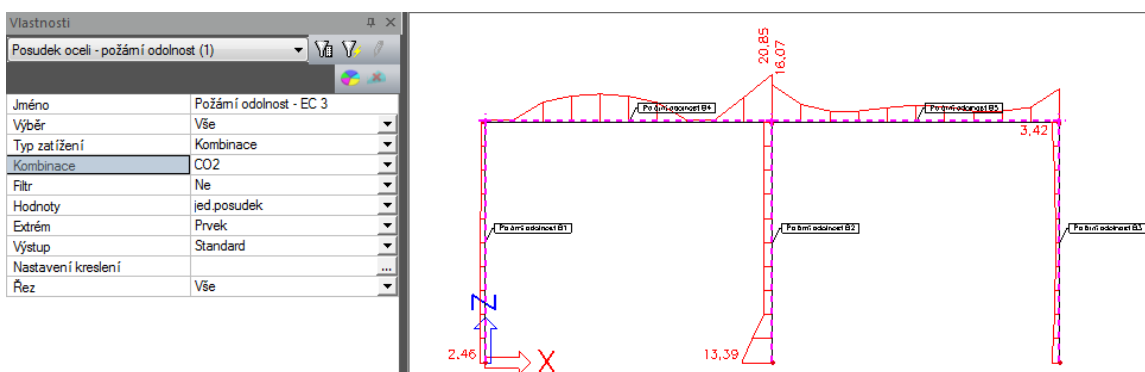 Vlastnosti
Posudek oceli - požární odolnost (1)
Jméno Požární odolnost - EC 3
Výběr Vše
Typ zatížení Kombinace
Kombinace CO2
Filtr Ne
Hodnoty jed.posudek
Extrém Prvek
Výstup Standard
Nastavení kreslení ...
Řez Vše
20,85
16,07
Požární odolnost B4
Požární odolnost B5
3,42
Požární odolnost B1
Požární odolnost B2
Požární odolnost B3
Z
X
2,46
13,39